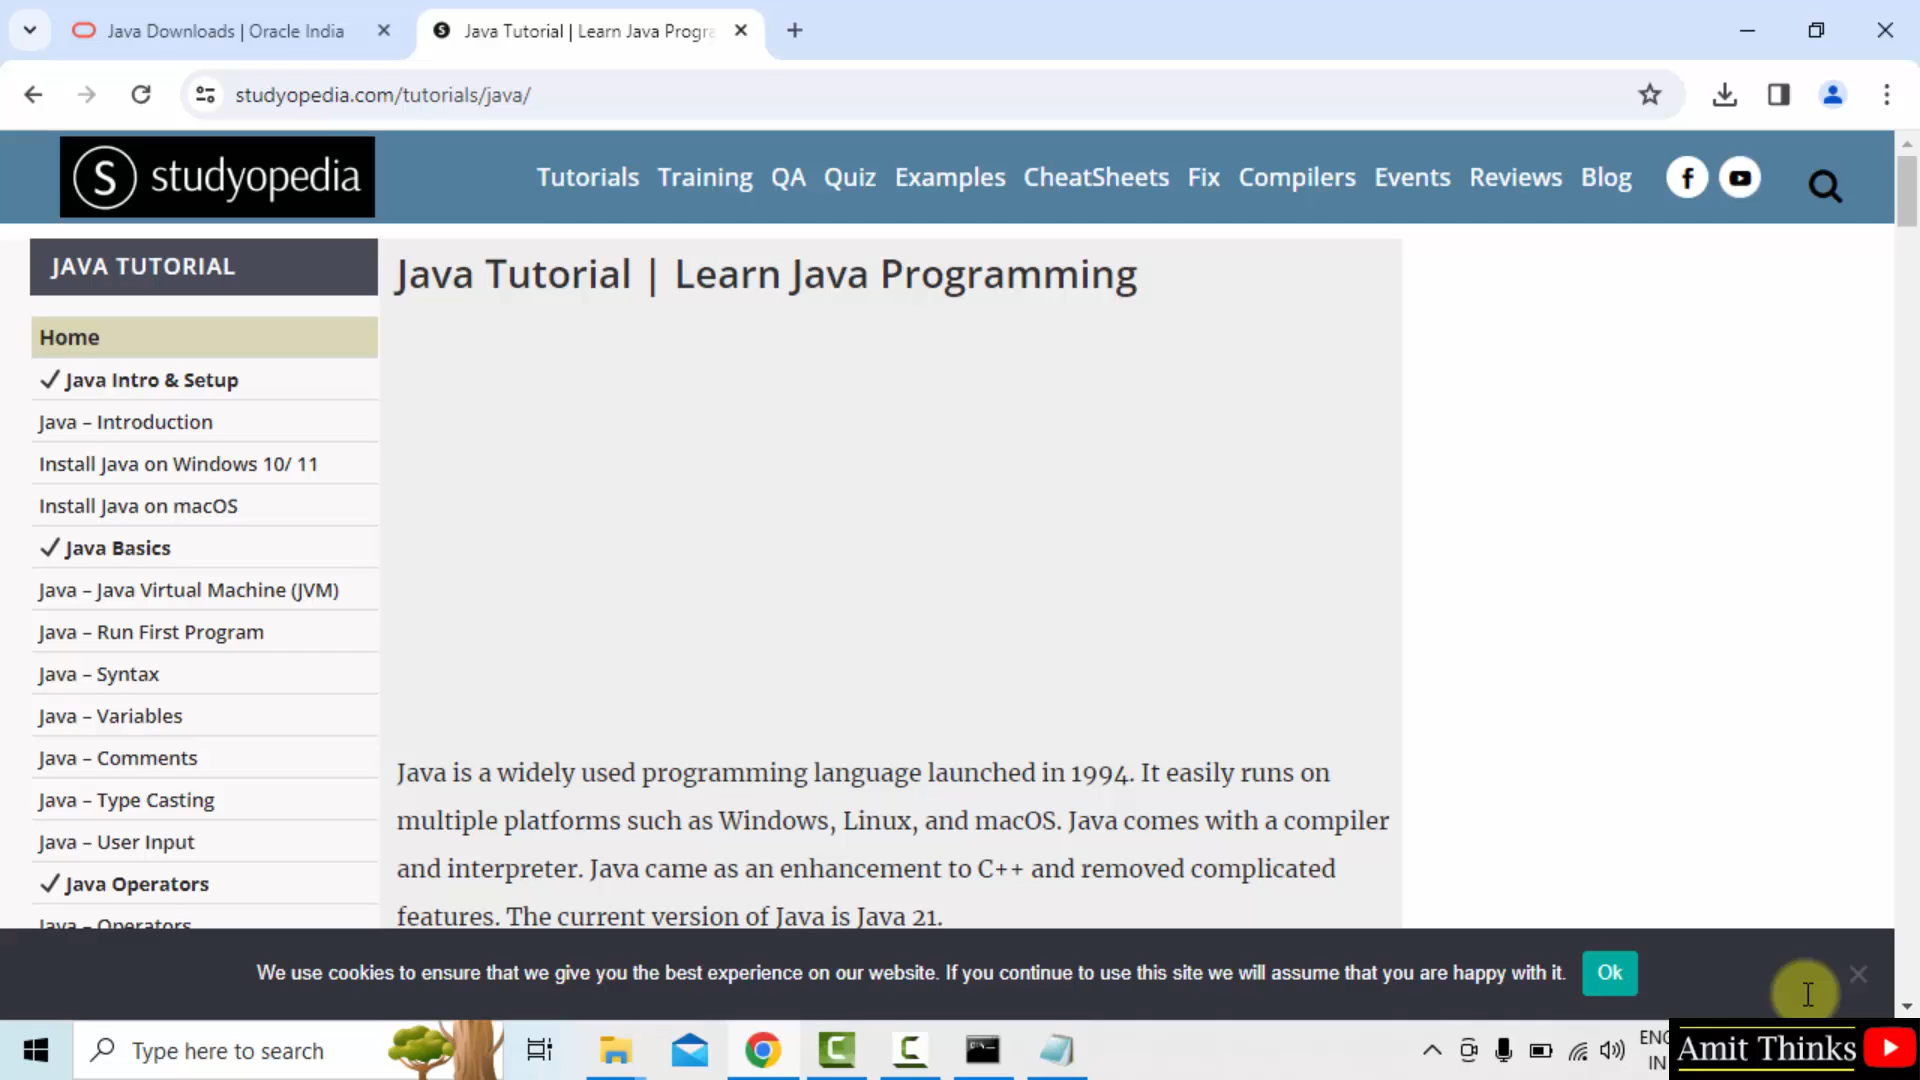 Java Downloads | Oracle India
Java Tutorial | Learn Java Progra
studyopedia.com/tutorials/java/
S studyopedia
Tutorials Training QA Quiz Examples CheatSheets Fix Compilers Events Reviews Blog
JAVA TUTORIAL
Java Tutorial | Learn Java Programming
Home
✓ Java Intro & Setup
Java – Introduction
Install Java on Windows 10/ 11
Install Java on macOS
✓ Java Basics
Java – Java Virtual Machine (JVM)
Java – Run First Program
Java – Syntax
Java – Variables
Java – Comments
Java – Type Casting
Java – User Input
✓ Java Operators
Java – Operators
Java is a widely used programming language launched in 1994. It easily runs on
multiple platforms such as Windows, Linux, and macOS. Java comes with a compiler
and interpreter. Java came as an enhancement to C++ and removed complicated
features. The current version of Java is Java 21.
We use cookies to ensure that we give you the best experience on our website. If you continue to use this site we will assume that you are happy with it. Ok
Type here to search
ENG
IN
Amit Thinks